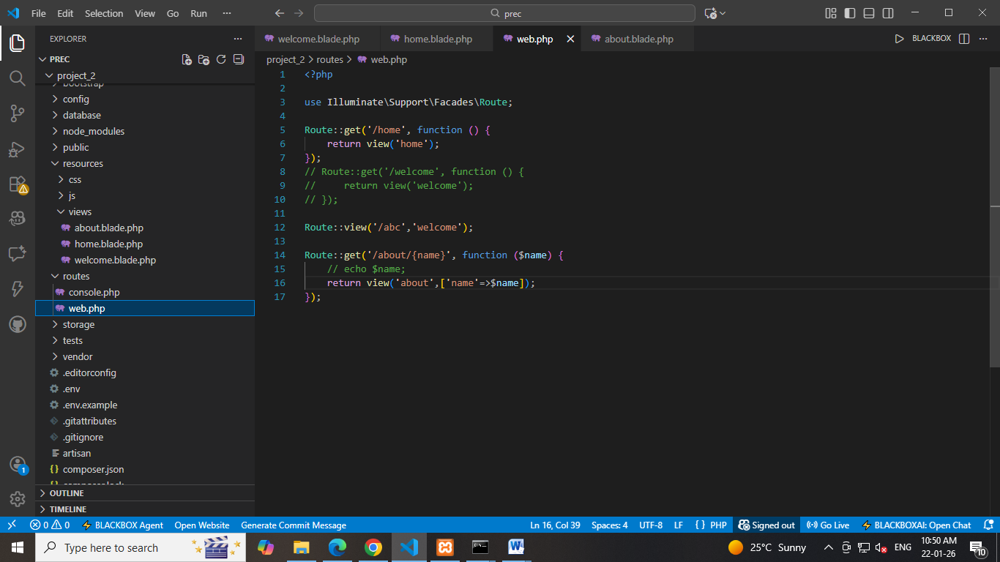 File Edit Selection View Go Run ···
prec
EXPLORER ···
PREC
project_2
bootstrap
config
database
node_modules
public
resources
css
js
views
about.blade.php
home.blade.php
welcome.blade.php
routes
console.php
web.php
storage
tests
vendor
.editorconfig
.env
.env.example
.gitattributes
.gitignore
artisan
composer.json
composer.lock
OUTLINE
TIMELINE
welcome.blade.php home.blade.php web.php about.blade.php BLACKBOX ···
project_2 > routes > web.php
1 <?php
2
3 use Illuminate\Support\Facades\Route;
4
5 Route::get('/home', function () {
6     return view('home');
7 });
8 // Route::get('/welcome', function () {
9 //     return view('welcome');
10 // });
11
12 Route::view('/abc','welcome');
13
14 Route::get('/about/{name}', function ($name) {
15     // echo $name;
16     return view('about',['name'=>$name]);
17 });
1
0 0 BLACKBOX Agent Open Website Generate Commit Message Ln 16, Col 39 Spaces: 4 UTF-8 LF { } PHP Signed out Go Live BLACKBOXAI: Open Chat
Type here to search 25°C Sunny ENG 10:50 AM
22-01-26 10